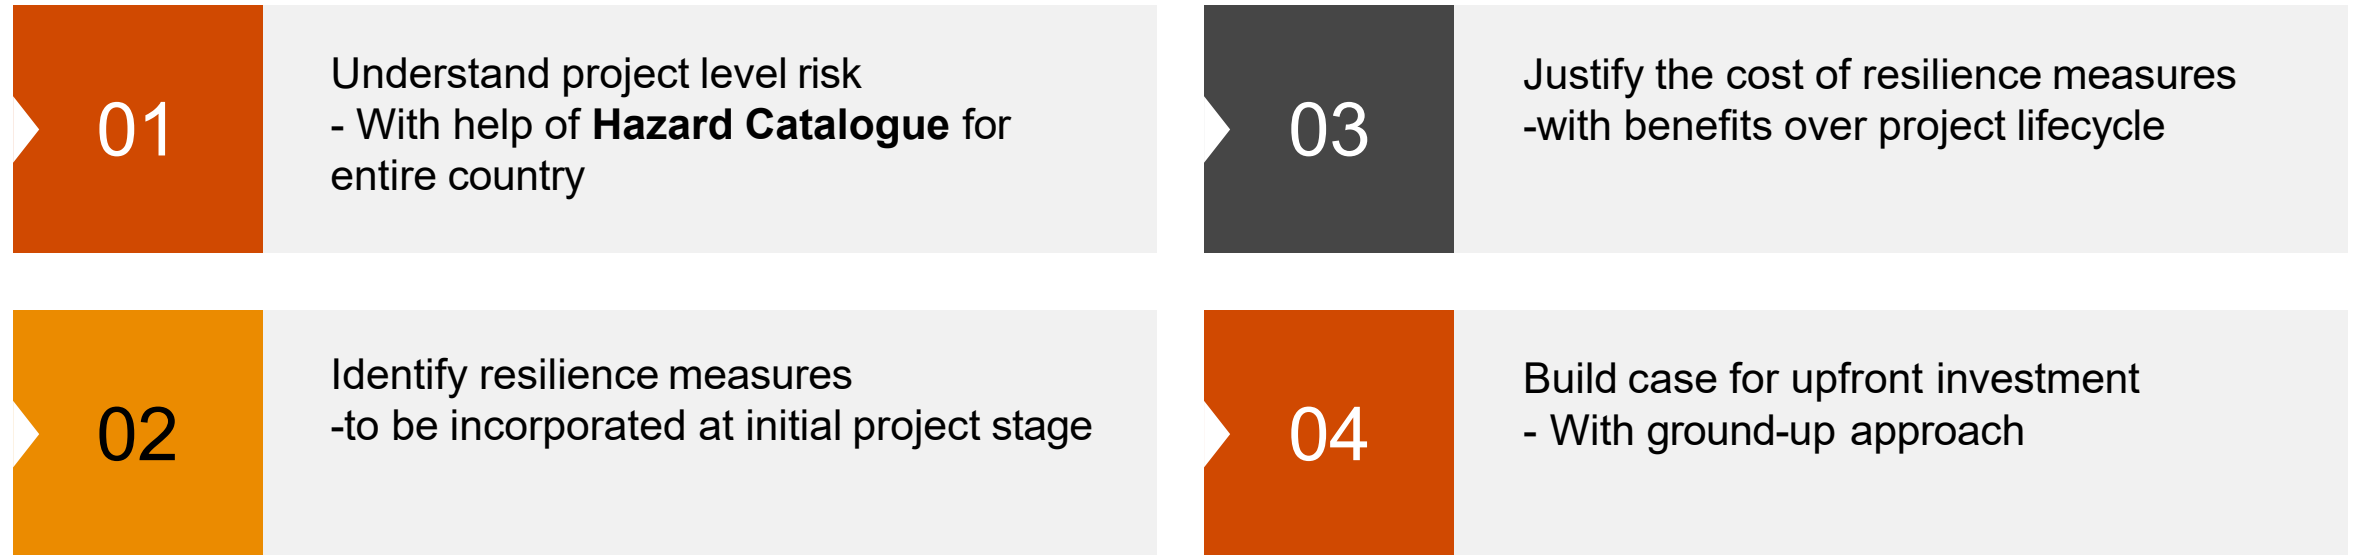 01
Understand project level risk
- With help of Hazard Catalogue for
entire country
02
Identify resilience measures
-to be incorporated at initial project stage
03
Justify the cost of resilience measures
-with benefits over project lifecycle
04
Build case for upfront investment
- With ground-up approach